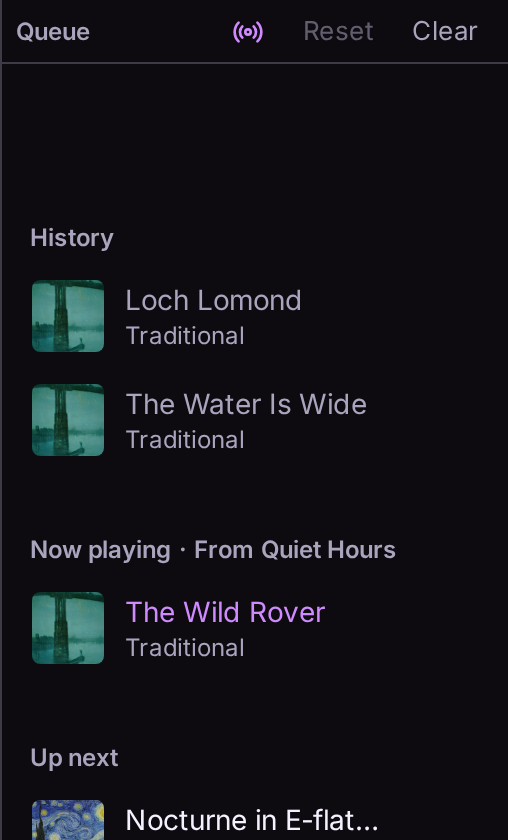 Queue
Reset
Clear
History
Loch Lomond
Traditional
The Water Is Wide
Traditional
Now playing · From Quiet Hours
The Wild Rover
Traditional
Up next
Nocturne in E-flat...